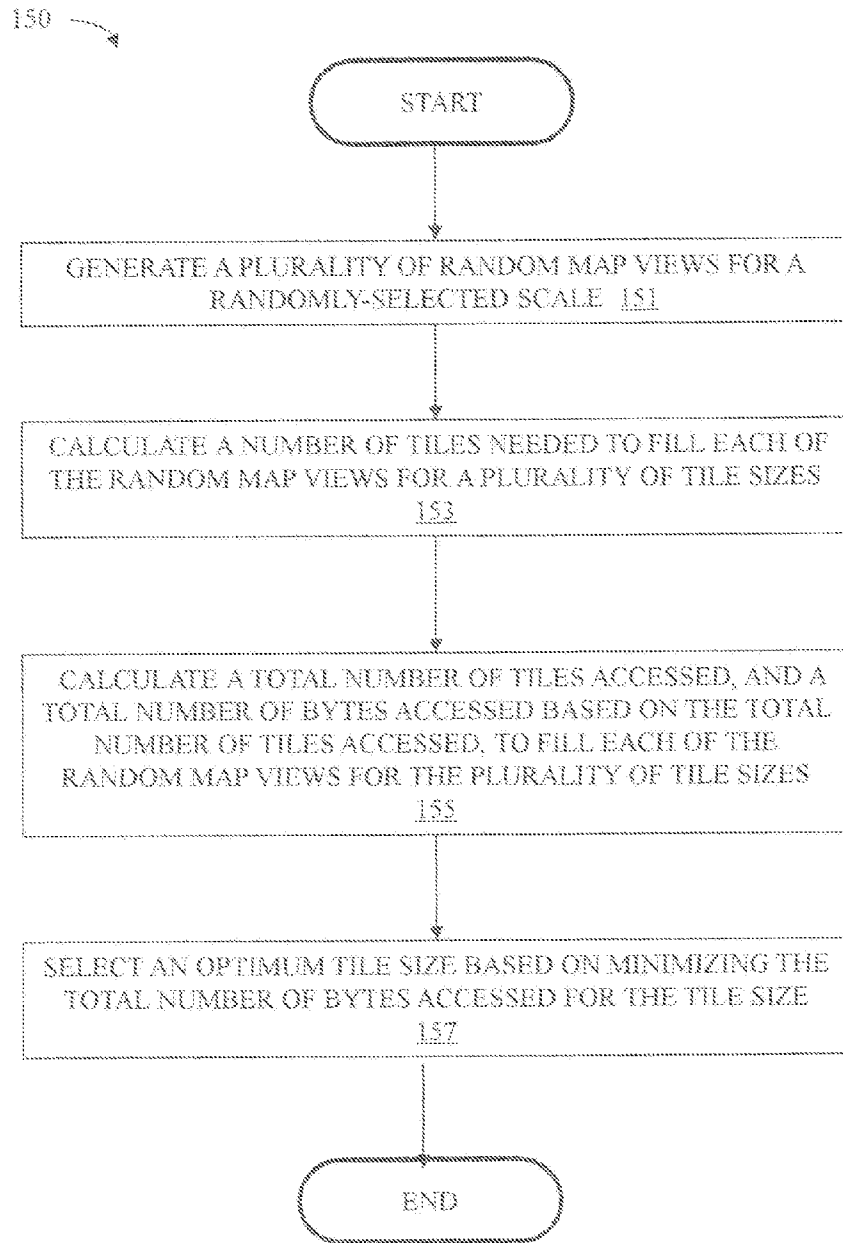 150
START
GENERATE A PLURALITY OF RANDOM MAP VIEWS FOR A
RANDOMLY-SELECTED SCALE 151
CALCULATE A NUMBER OF TILES NEEDED TO FILL EACH OF
THE RANDOM MAP VIEWS FOR A PLURALITY OF TILE SIZES
153
CALCULATE A TOTAL NUMBER OF TILES ACCESSED, AND A
TOTAL NUMBER OF BYTES ACCESSED BASED ON THE TOTAL
NUMBER OF TILES ACCESSED, TO FILL EACH OF THE
RANDOM MAP VIEWS FOR THE PLURALITY OF TILE SIZES
155
SELECT AN OPTIMUM TILE SIZE BASED ON MINIMIZING THE
TOTAL NUMBER OF BYTES ACCESSED FOR THE TILE SIZE
157
END